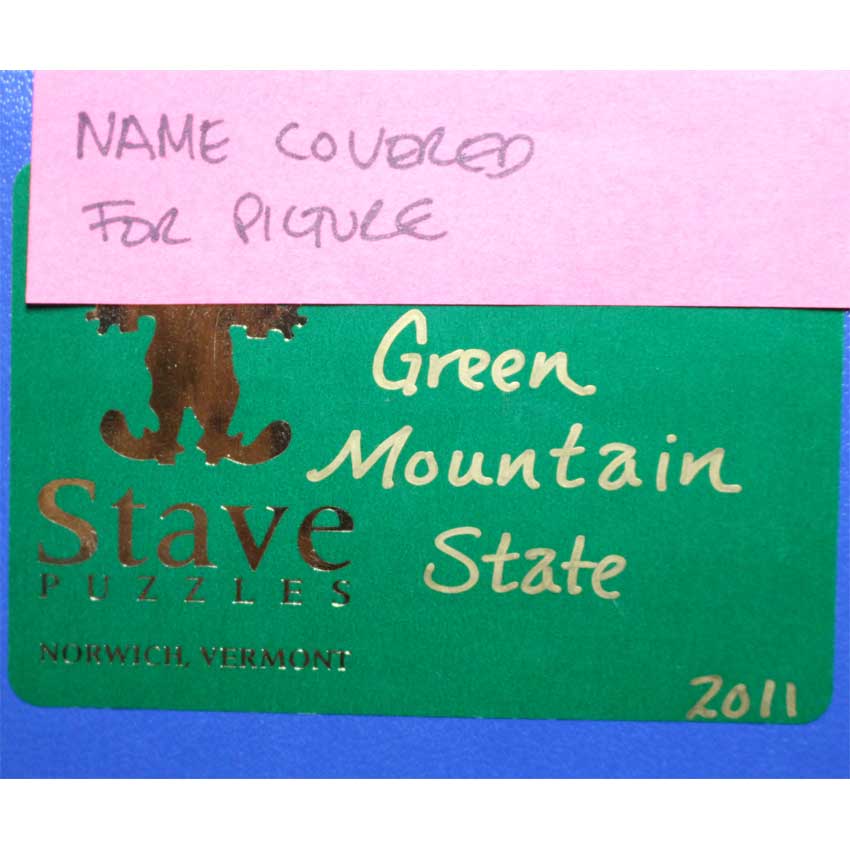 NAME COVERED
FOR PICTURE
Green
Mountain
State
Stave
PUZZLES
NORWICH, VERMONT
2011